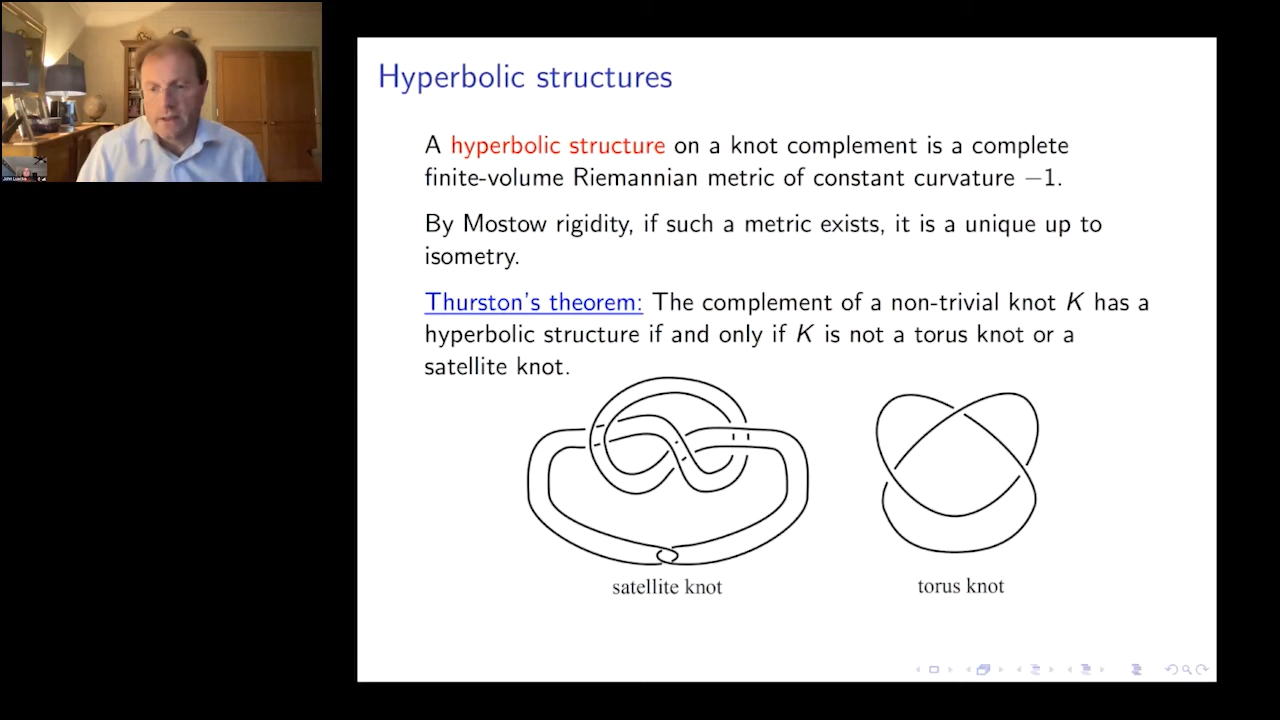 Hyperbolic structures
A hyperbolic structure on a knot complement is a complete
finite-volume Riemannian metric of constant curvature −1.
By Mostow rigidity, if such a metric exists, it is a unique up to
isometry.
Thurston's theorem: The complement of a non-trivial knot K has a
hyperbolic structure if and only if K is not a torus knot or a
satellite knot.
satellite knot
torus knot